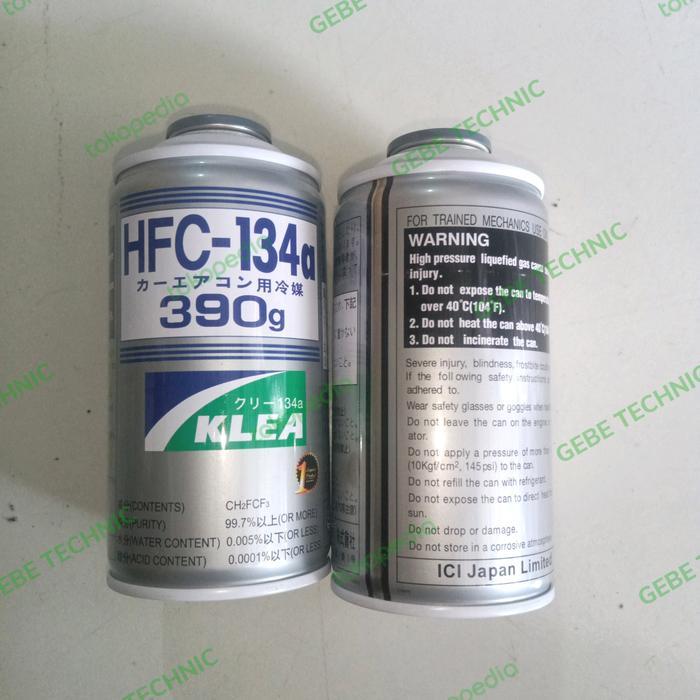 HFC-134a
カーエアコン用冷媒
390g
クリー134a
KLEA
(CONTENTS) CH₂FCF₃
(PURITY) 99.7%以上(OR MORE)
(WATER CONTENT) 0.005%以下(OR LESS)
(ACID CONTENT) 0.0001%以下(OR LESS)
FOR TRAINED MECHANICS USE
WARNING
High pressure liquefied gas
injury.
1. Do not expose the can to
over 40°C(104°F).
2. Do not heat the can above 40°C
3. Do not incinerate the can.
Severe injury, blindness, frostbite
If the following safety instructions
adhered to.
Wear safety glasses or goggles when
Do not leave the can on the engine
ator.
Do not apply a pressure of more
(10Kgf/cm², 145psi) to the can.
Do not refill the can with refrigerant.
Do not expose the can to direct heat
sun.
Do not drop or damage.
Do not store in a corrosive
ICI Japan Limited
tokopedia
GEBE TECHNIC